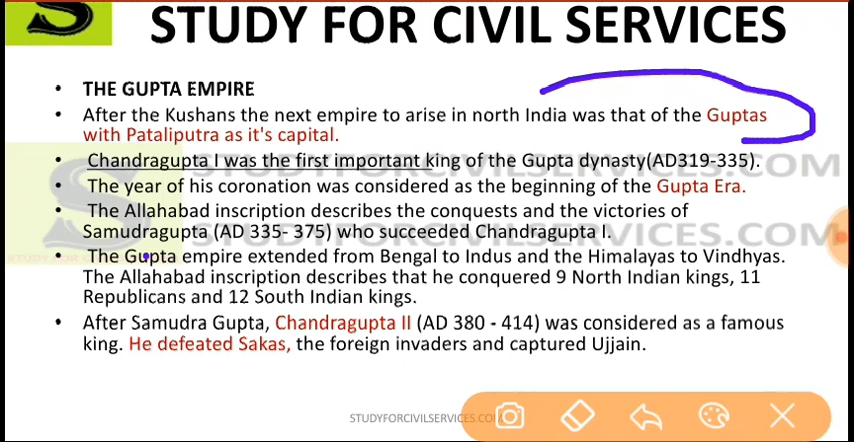 S STUDY FOR CIVIL SERVICES
• THE GUPTA EMPIRE
• After the Kushans the next empire to arise in north India was that of the Guptas
with Pataliputra as it's capital.
• Chandragupta I was the first important king of the Gupta dynasty(AD319-335).
• The year of his coronation was considered as the beginning of the Gupta Era.
• The Allahabad inscription describes the conquests and the victories of
Samudragupta (AD 335- 375) who succeeded Chandragupta I.
• The Gupta empire extended from Bengal to Indus and the Himalayas to Vindhyas.
The Allahabad inscription describes that he conquered 9 North Indian kings, 11
Republicans and 12 South Indian kings.
• After Samudra Gupta, Chandragupta II (AD 380 - 414) was considered as a famous
king. He defeated Sakas, the foreign invaders and captured Ujjain.
STUDYFORCIVILSERVICES.COM